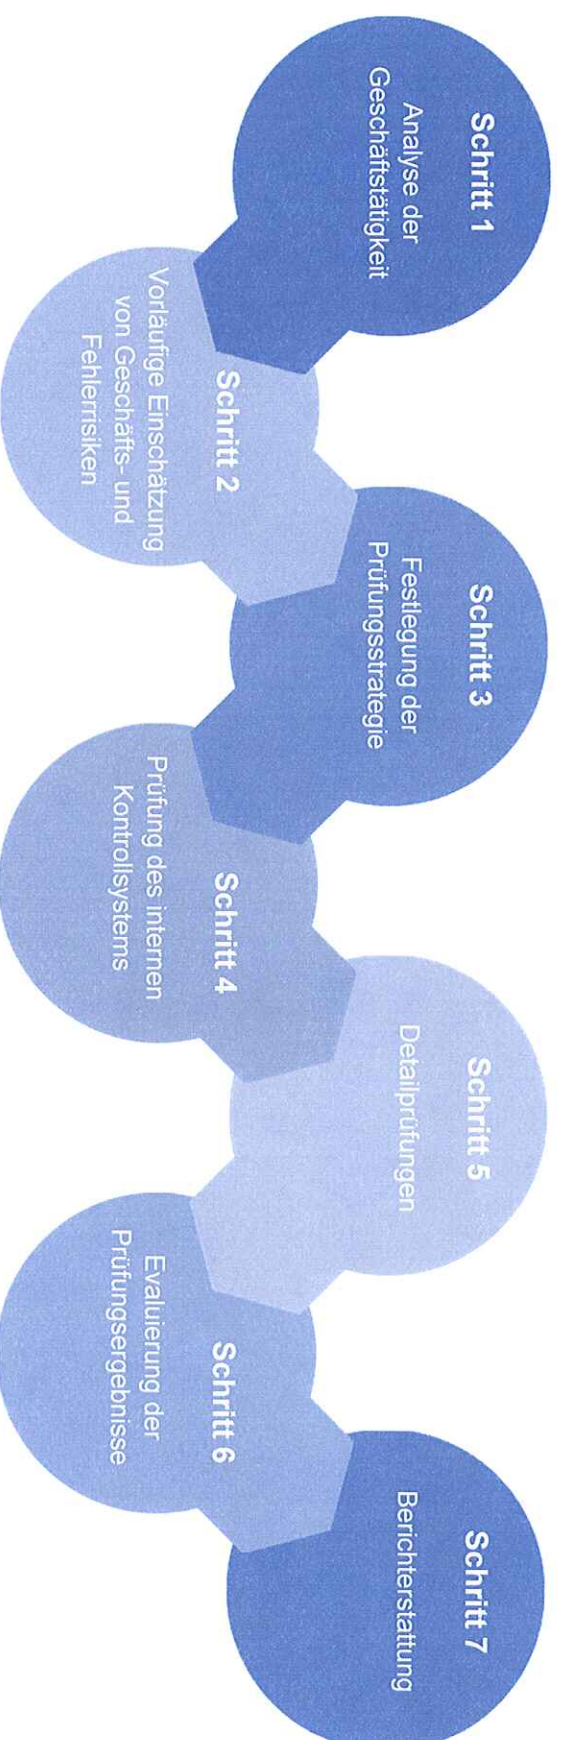 Schritt 1
Analyse der
Geschäftstätigkeit
Schritt 2
Vorläufige Einschätzung
von Geschäfts- und
Fehlerrisiken
Schritt 3
Festlegung der
Prüfungsstrategie
Schritt 4
Prüfung des internen
Kontrollsystems
Schritt 5
Detailprüfungen
Schritt 6
Evaluierung der
Prüfungsergebnisse
Schritt 7
Berichterstattung